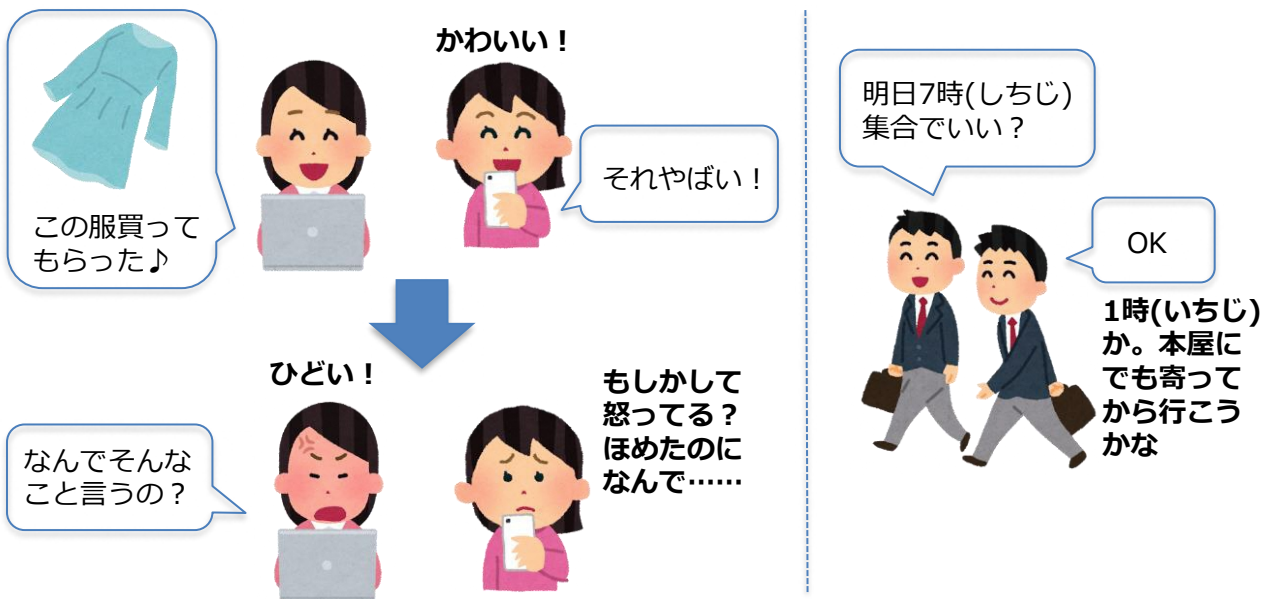 かわいい！
この服買って
もらった♪
それやばい！
ひどい！
なんでそんな
こと言うの？
もしかして
怒ってる？
ほめたのに
なんで……
明日7時(しちじ)
集合でいい？
OK
1時(いちじ)
か。本屋に
でも寄って
から行こう
かな